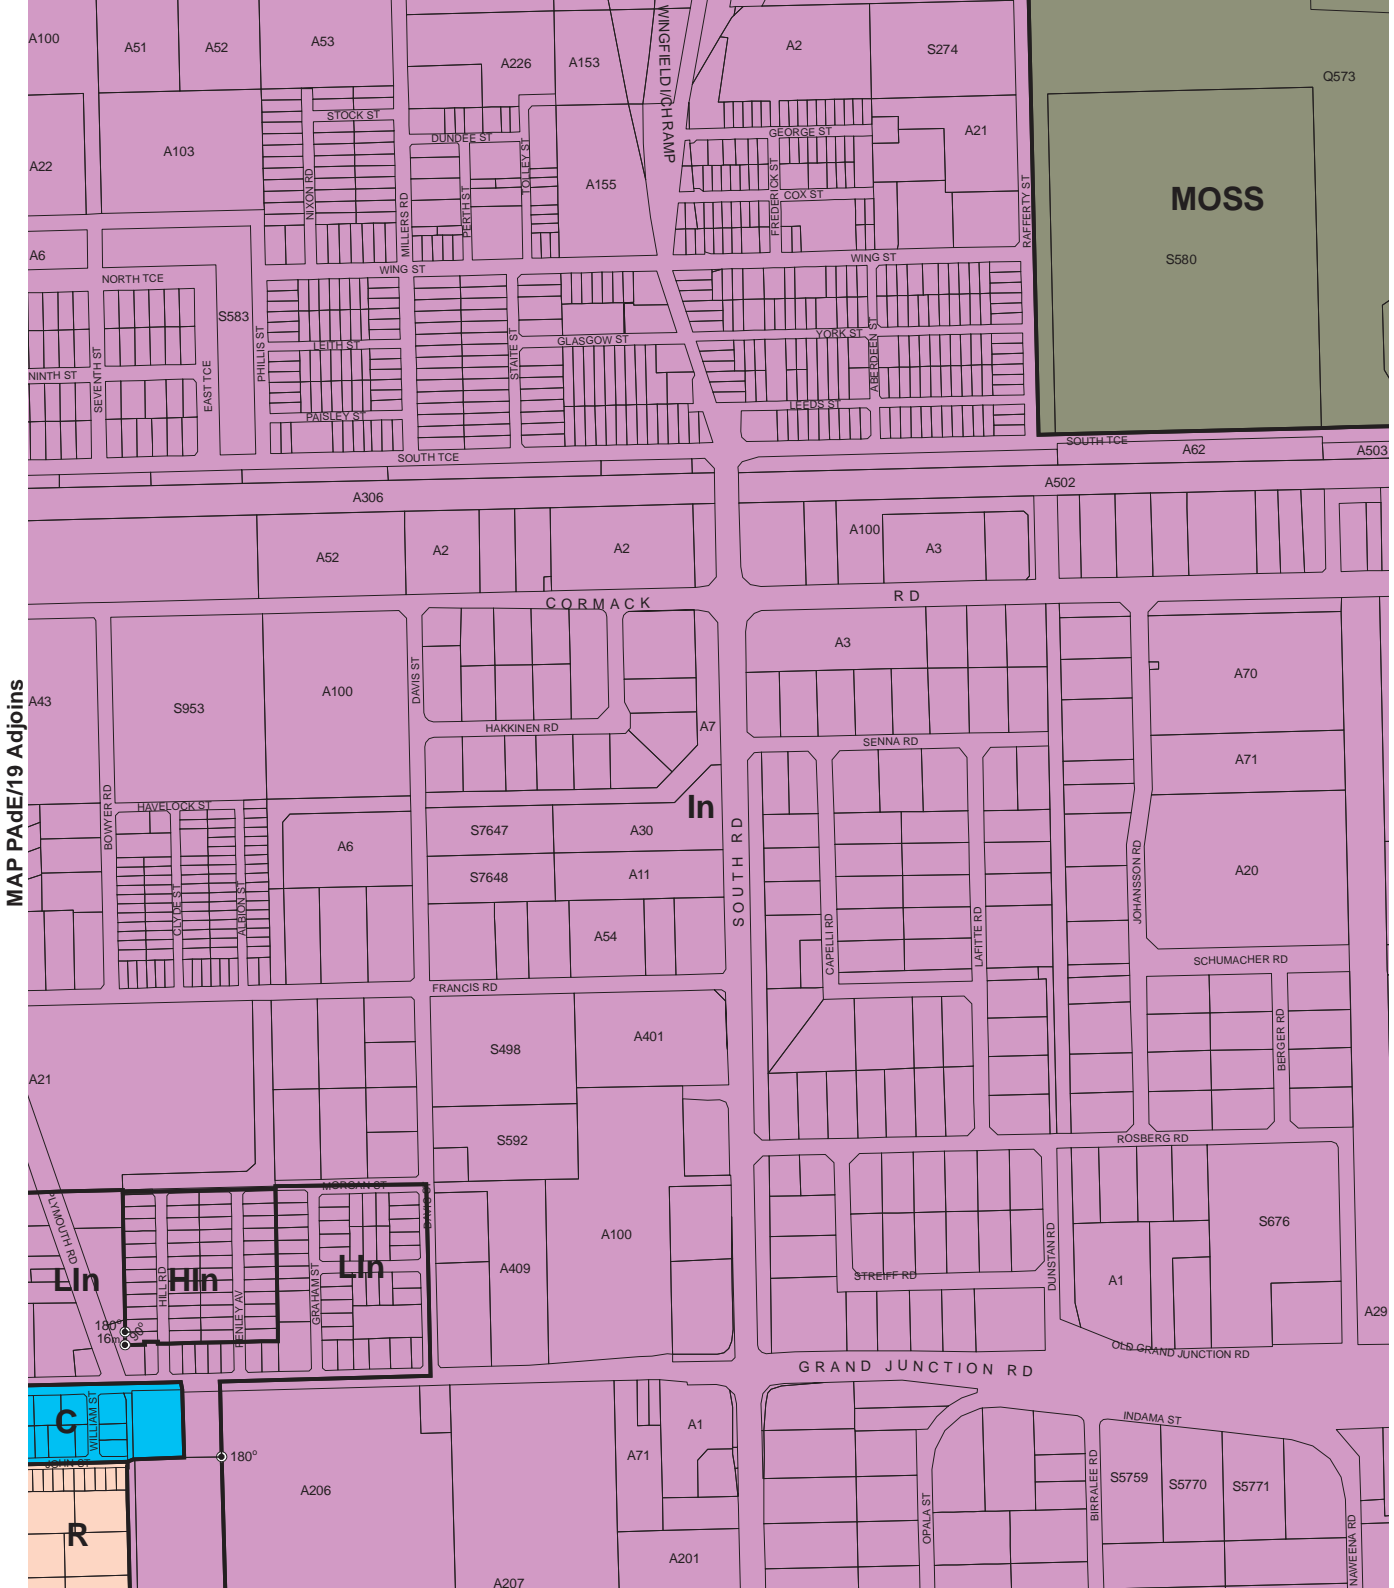 A100
A51
A52
A53
A226
A153
WINGFIELD I/CH RAMP
A2
S274
Q573
A22
A103
STOCK ST
NIXON RD
MILLERS RD
DUNDEE ST
PERTH ST
TOLLEY ST
A155
GEORGE ST
FREDERICK ST
COX ST
A21
RAFFERTY ST
MOSS
S580
A6
NORTH TCE
WING ST
WING ST
S583
SEVENTH ST
NINTH ST
EAST TCE
PHILLIS ST
LEITH ST
PAISLEY ST
STAITE ST
GLASGOW ST
YORK ST
ABERDEEN ST
LEEDS ST
SOUTH TCE
SOUTH TCE
A62
A503
A306
A502
A52
A2
A2
A100
A3
CORMACK
RD
MAP PAdE/19 Adjoins
A43
S953
A100
DAVIS ST
HAKKINEN RD
A7
A3
SENNA RD
A70
A71
BOWYER RD
HAVELOCK ST
CLYDE ST
ALBION ST
A6
S7647
A30
In
S7648
A11
A54
SOUTH RD
CAPELLI RD
LAFITTE RD
JOHANSSON RD
A20
SCHUMACHER RD
FRANCIS RD
S498
A401
BERGER RD
A21
S592
ROSBERG RD
PLYMOUTH RD
MORGAN ST
DAVIS ST
LIn
HIn
LIn
HILL RD
HENLEY AV
GRAHAM ST
A409
A100
STREIFF RD
DUNSTAN RD
S676
A1
A29
180°
16m
90°
OLD GRAND JUNCTION RD
GRAND JUNCTION RD
C
WILLIAM ST
JOHN ST
180°
R
A206
A207
A71
A1
A201
OPALA ST
BIRRALEE RD
INDAMA ST
S5759
S5770
S5771
NAWEENA RD